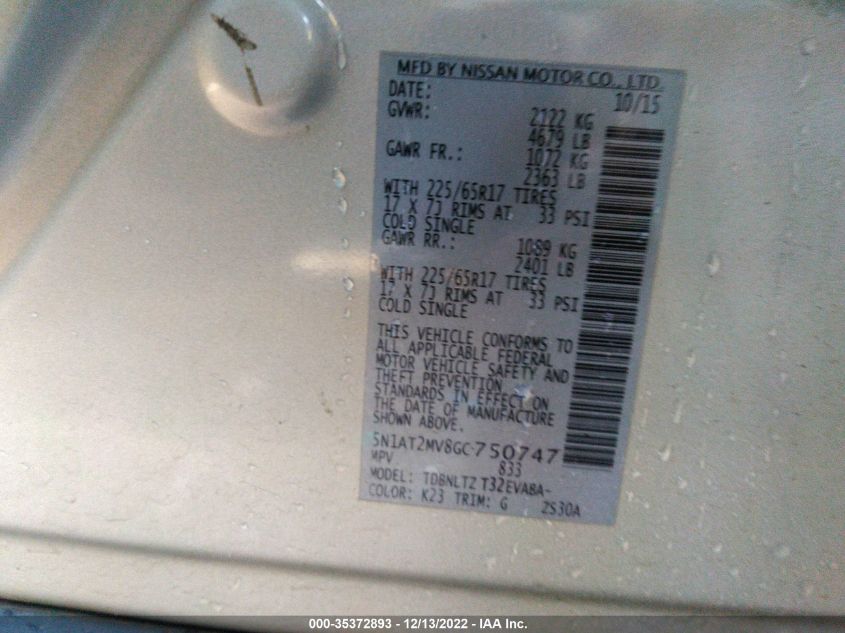 MFD BY NISSAN MOTOR CO., LTD.
DATE: 10/15
GVWR: 2122 KG
4679 LB
GAWR FR.: 1072 KG
2363 LB
WITH 225/65R17 TIRES
17 X 7J RIMS AT 33 PSI
COLD SINGLE
GAWR RR.: 1089 KG
2401 LB
WITH 225/65R17 TIRES
17 X 7J RIMS AT 33 PSI
COLD SINGLE
THIS VEHICLE CONFORMS TO
ALL APPLICABLE FEDERAL
MOTOR VEHICLE SAFETY AND
THEFT PREVENTION
STANDARDS IN EFFECT ON
THE DATE OF MANUFACTURE
SHOWN ABOVE.
5N1AT2MV8GC750747
MPV 833
MODEL: TDBNLTZ T32EVABA-
COLOR: K23 TRIM: G ZS30A
000-35372893 - 12/13/2022 - IAA Inc.